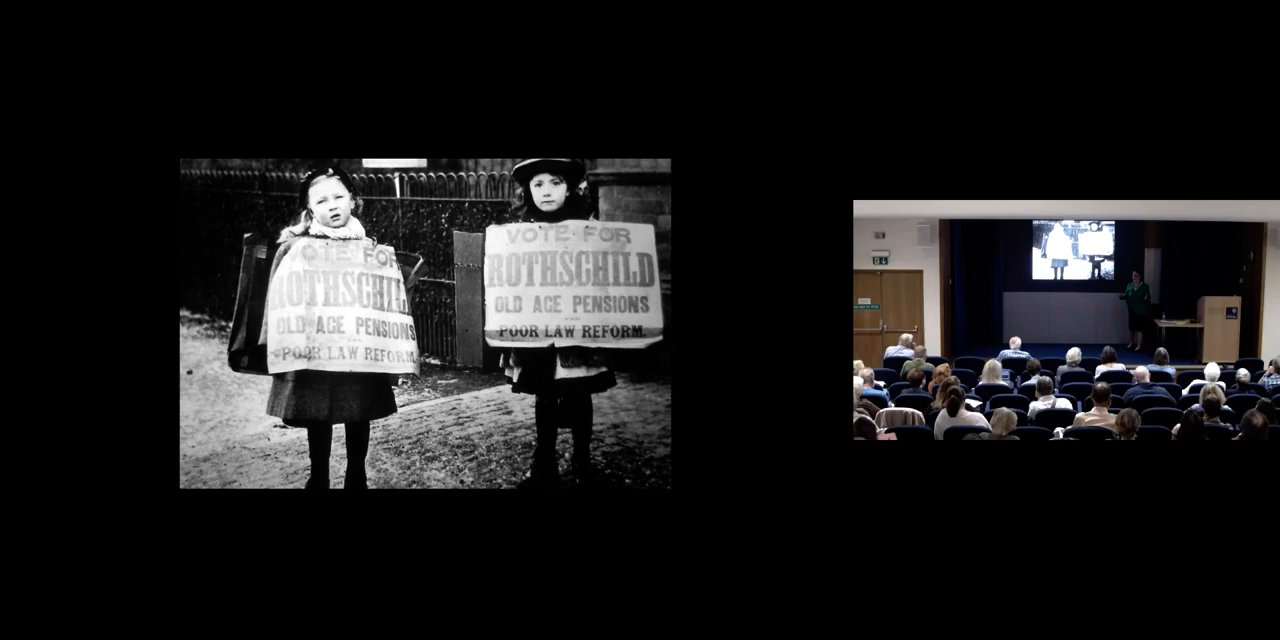 VOTE FOR
ROTHSCHILD
OLD AGE PENSIONS
POOR LAW REFORM.
VOTE FOR
ROTHSCHILD
OLD AGE PENSIONS
POOR LAW REFORM.